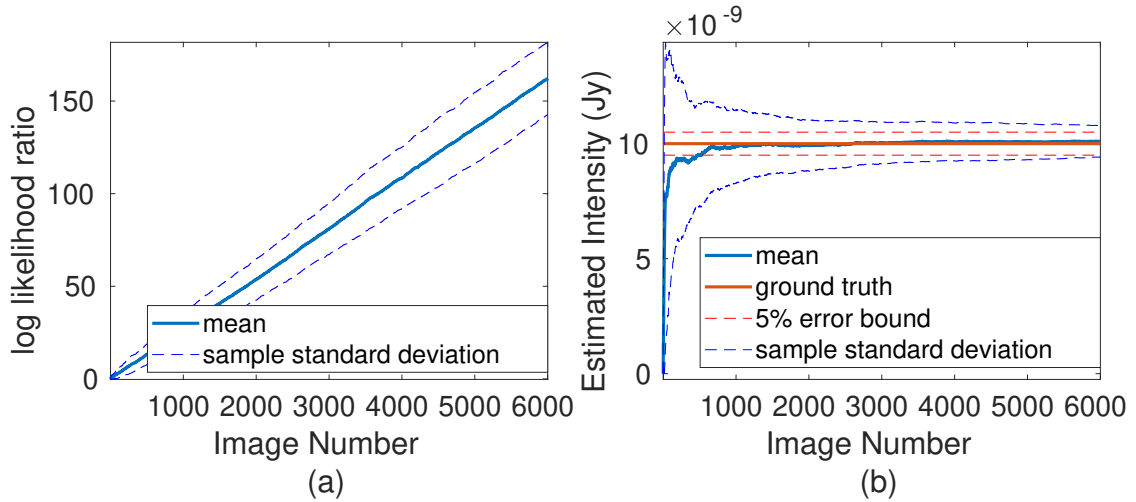 log likelihood ratio
150
100
50
0
1000 2000 3000 4000 5000 6000
Image Number
(a)
mean
sample standard deviation
×10 -9
Estimated Intensity (Jy)
10
5
0
1000 2000 3000 4000 5000 6000
Image Number
(b)
mean
ground truth
5% error bound
sample standard deviation